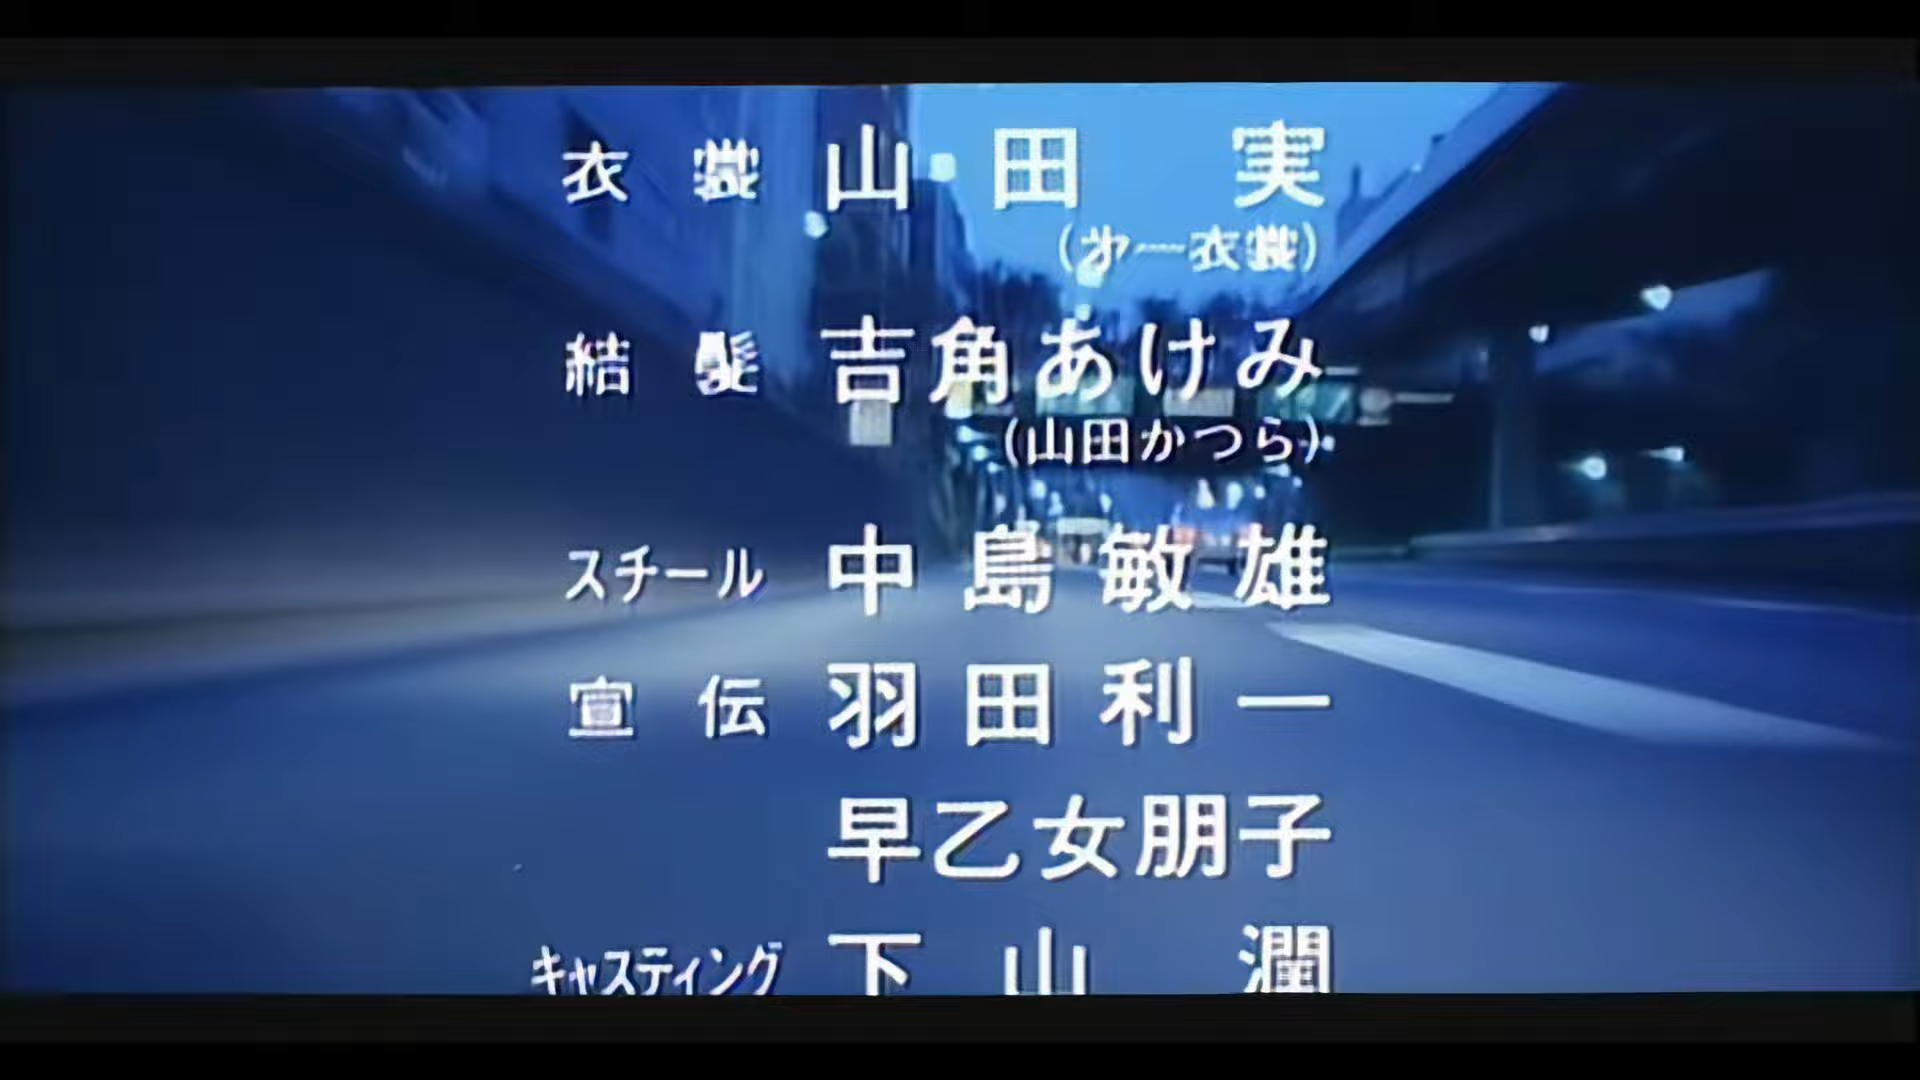 衣裳 山田実
(第一衣裳)
結髪 吉角あけみ
(山田かつら)
スチール 中島敏雄
宣伝 羽田利一
早乙女朋子
キャスティング 下山潤